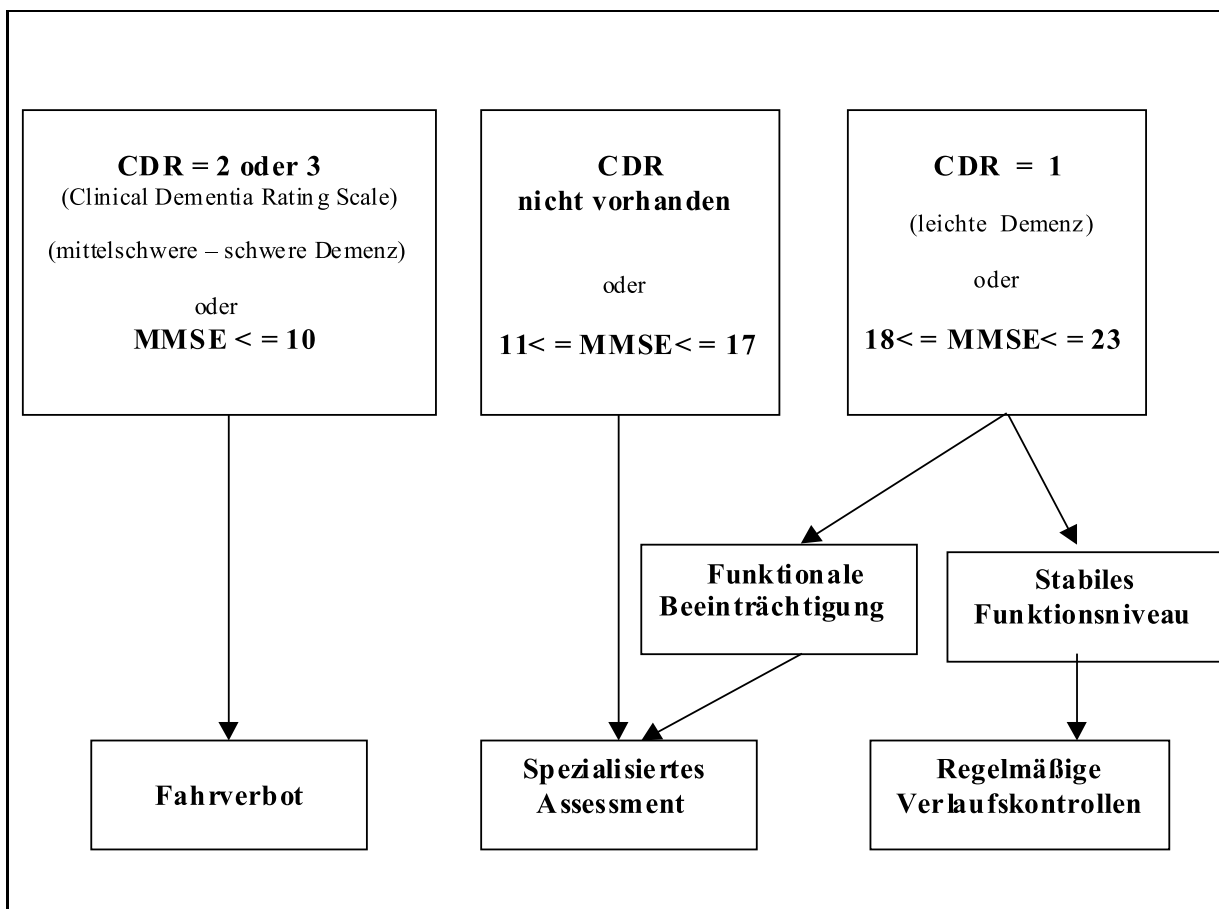 CDR = 2 oder 3
(Clinical Dementia Rating Scale)
(mittelschwere – schwere Demenz)
oder
MMSE < = 10
CDR
nicht vorhanden
oder
11< = MMSE< = 17
CDR = 1
(leichte Demenz)
oder
18< = MMSE< = 23
Funktionale
Beeinträchtigung
Stabiles
Funktionsniveau
Fahrverbot
Spezialisiertes
Assessment
Regelmäßige
Verlaufskontrollen